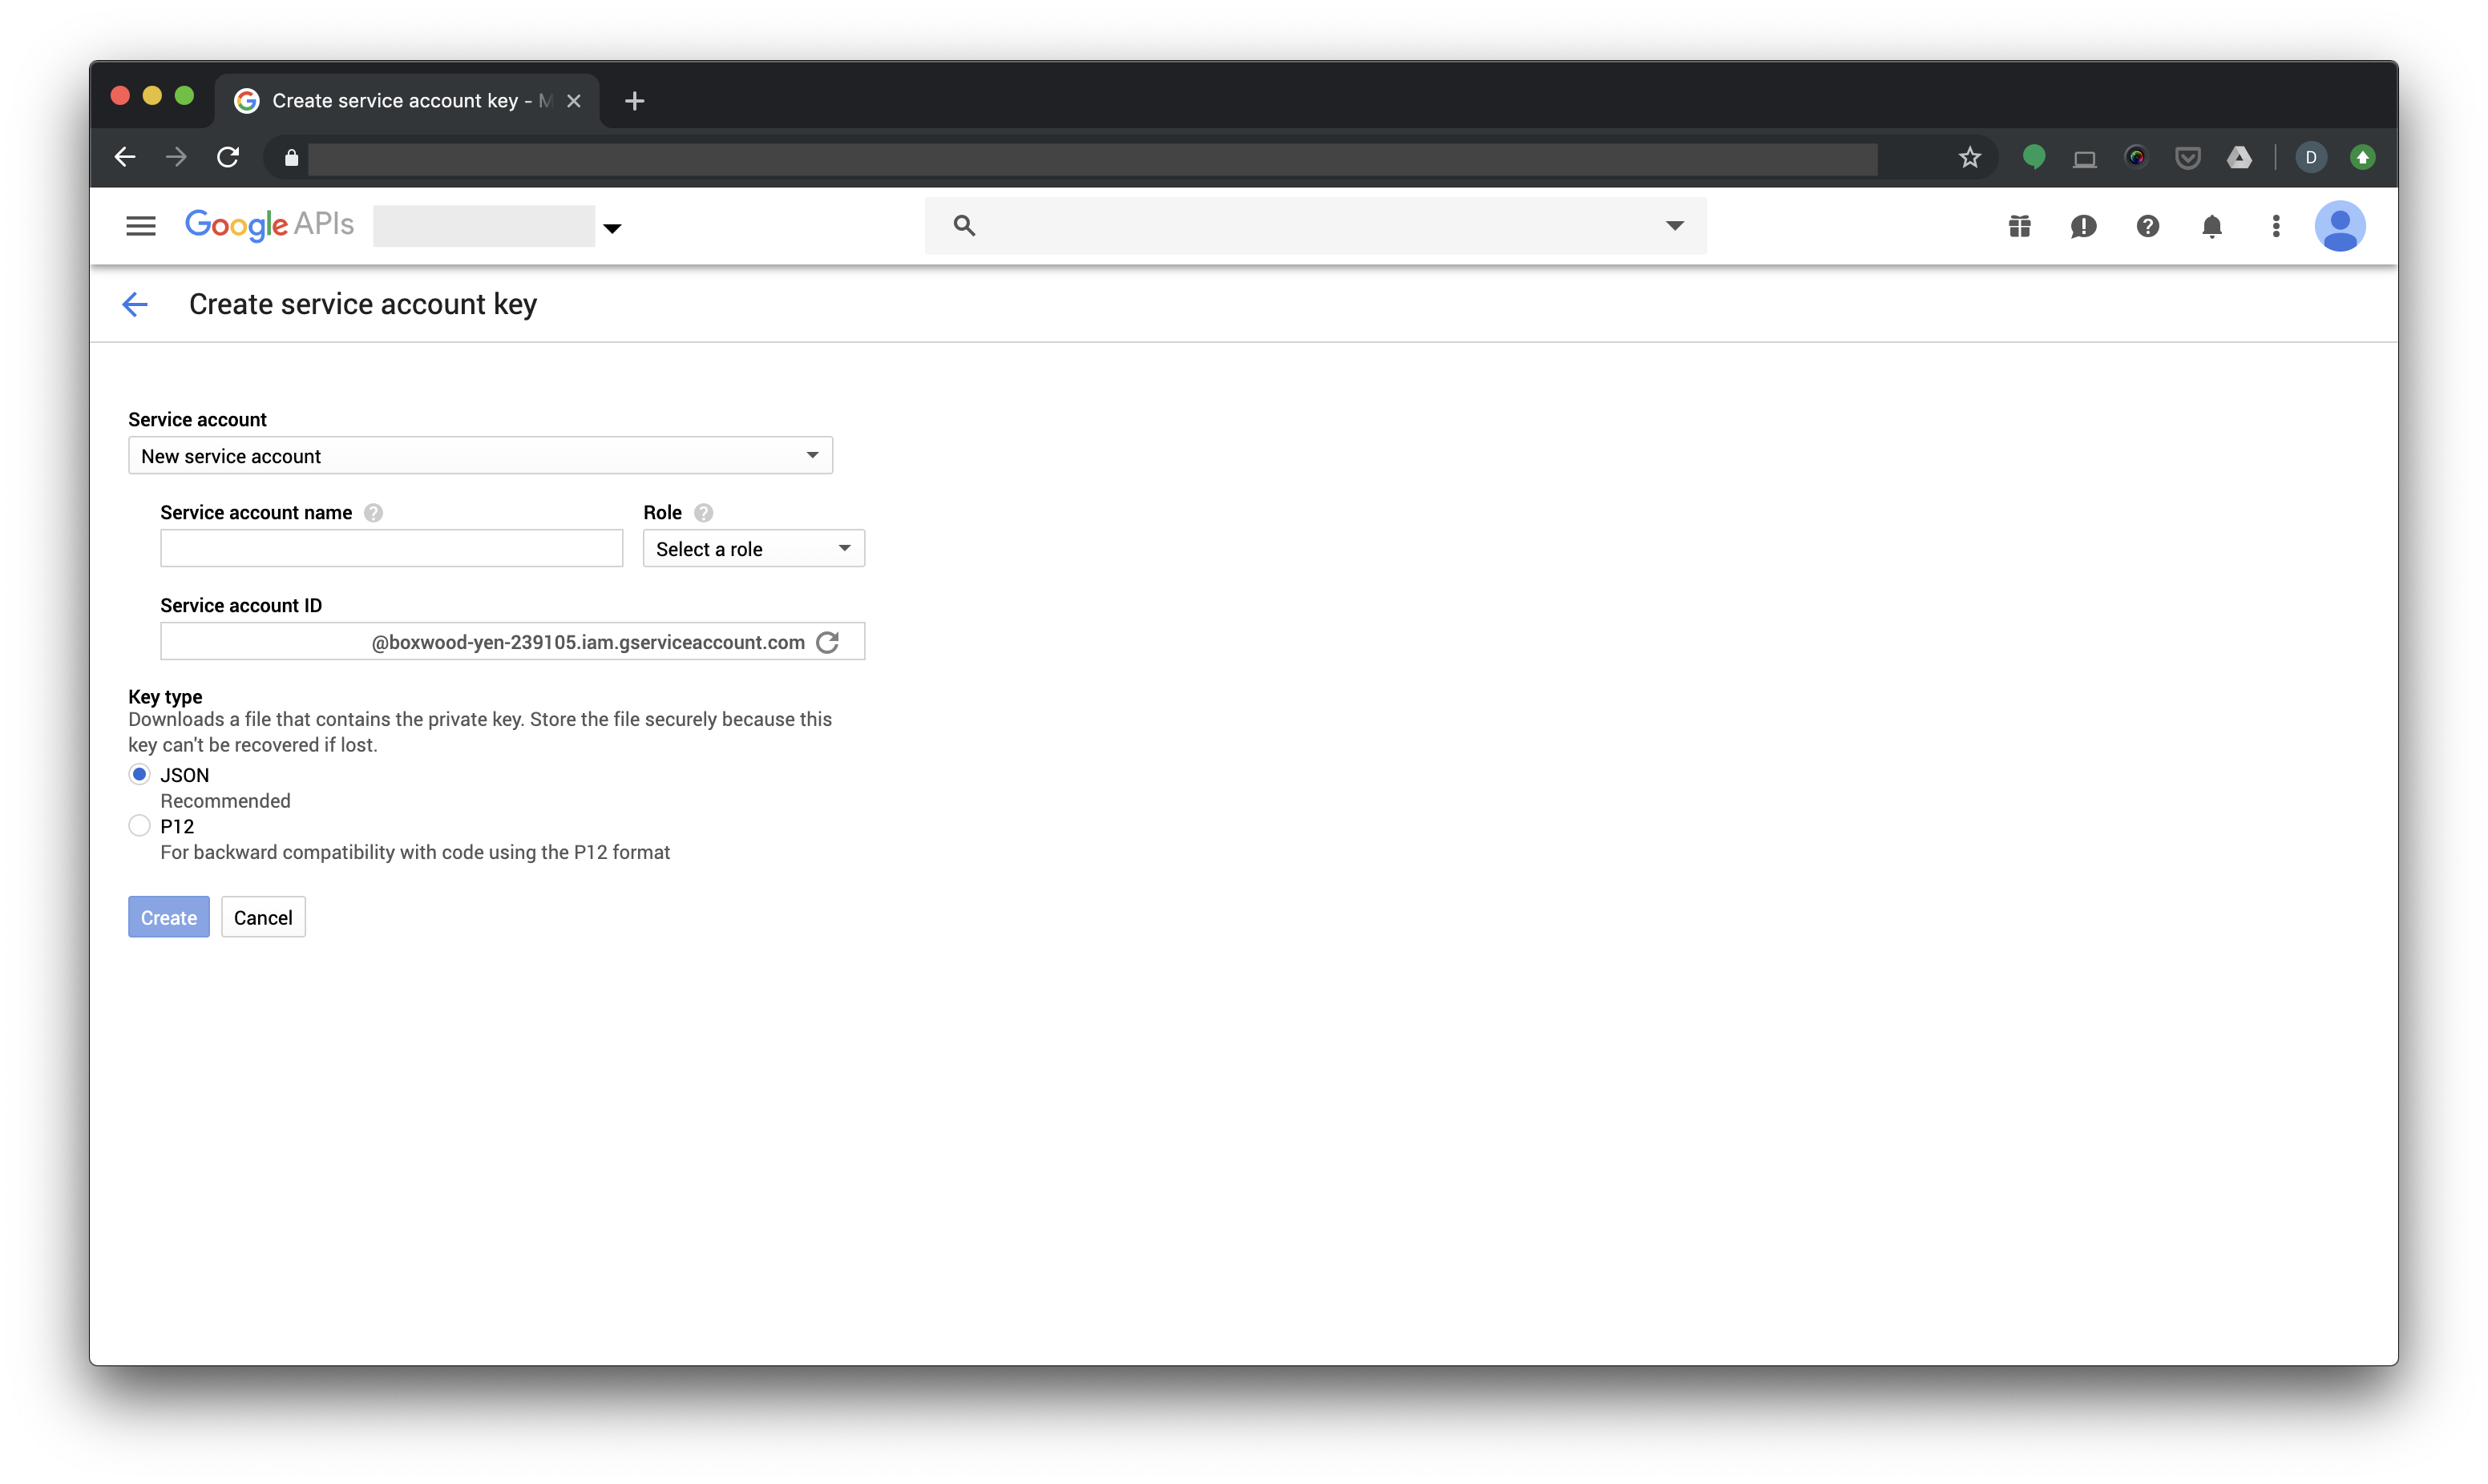 Create service account key - M
D
Google APIs
Create service account key
Service account
New service account
Service account name
Role
Select a role
Service account ID
@boxwood-yen-239105.iam.gserviceaccount.com
Key type
Downloads a file that contains the private key. Store the file securely because this
key can't be recovered if lost.
JSON
Recommended
P12
For backward compatibility with code using the P12 format
Create Cancel